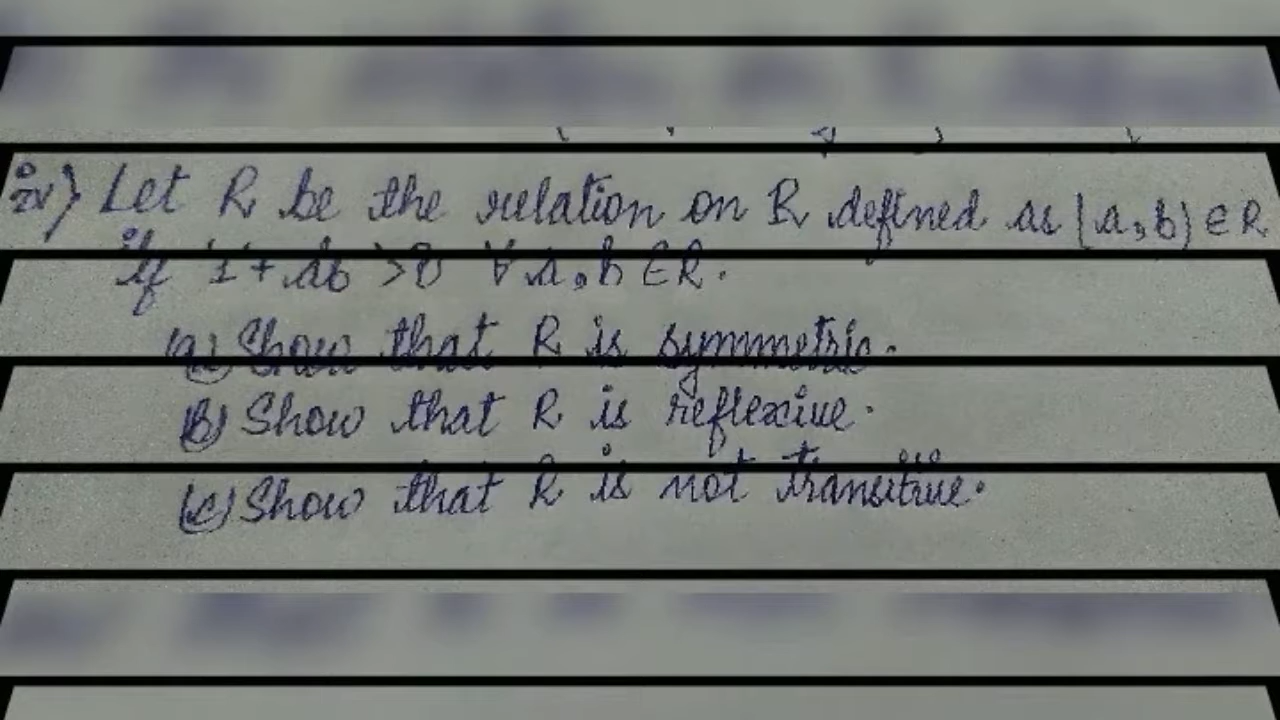 iv) Let R be the relation on R defined as (a,b) ∈ R
if 1 + ab > 0 ∀ a, b ∈ R.
(a) Show that R is symmetric.
(b) Show that R is reflexive.
(c) Show that R is not transitive.